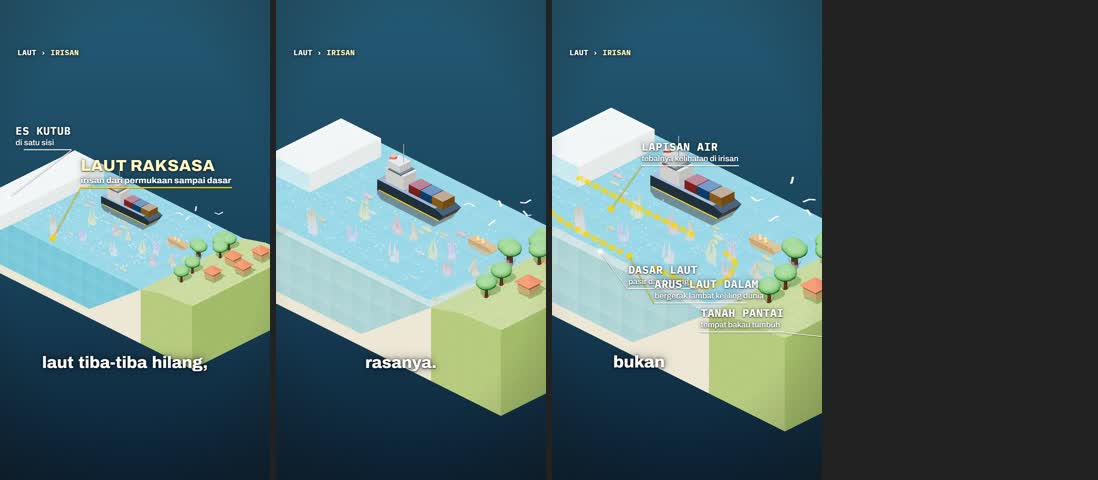 LAUT › IRISAN
ES KUTUB
di satu sisi
LAUT RAKSASA
irisan dari permukaan sampai dasar
laut tiba-tiba hilang,
LAUT › IRISAN
rasanya.
LAUT › IRISAN
LAPISAN AIR
tebalnya kelihatan di irisan
DASAR LAUT
pasir
ARUS LAUT DALAM
bergerak lambat keliling dunia
TANAH PANTAI
tempat bakau tumbuh
bukan